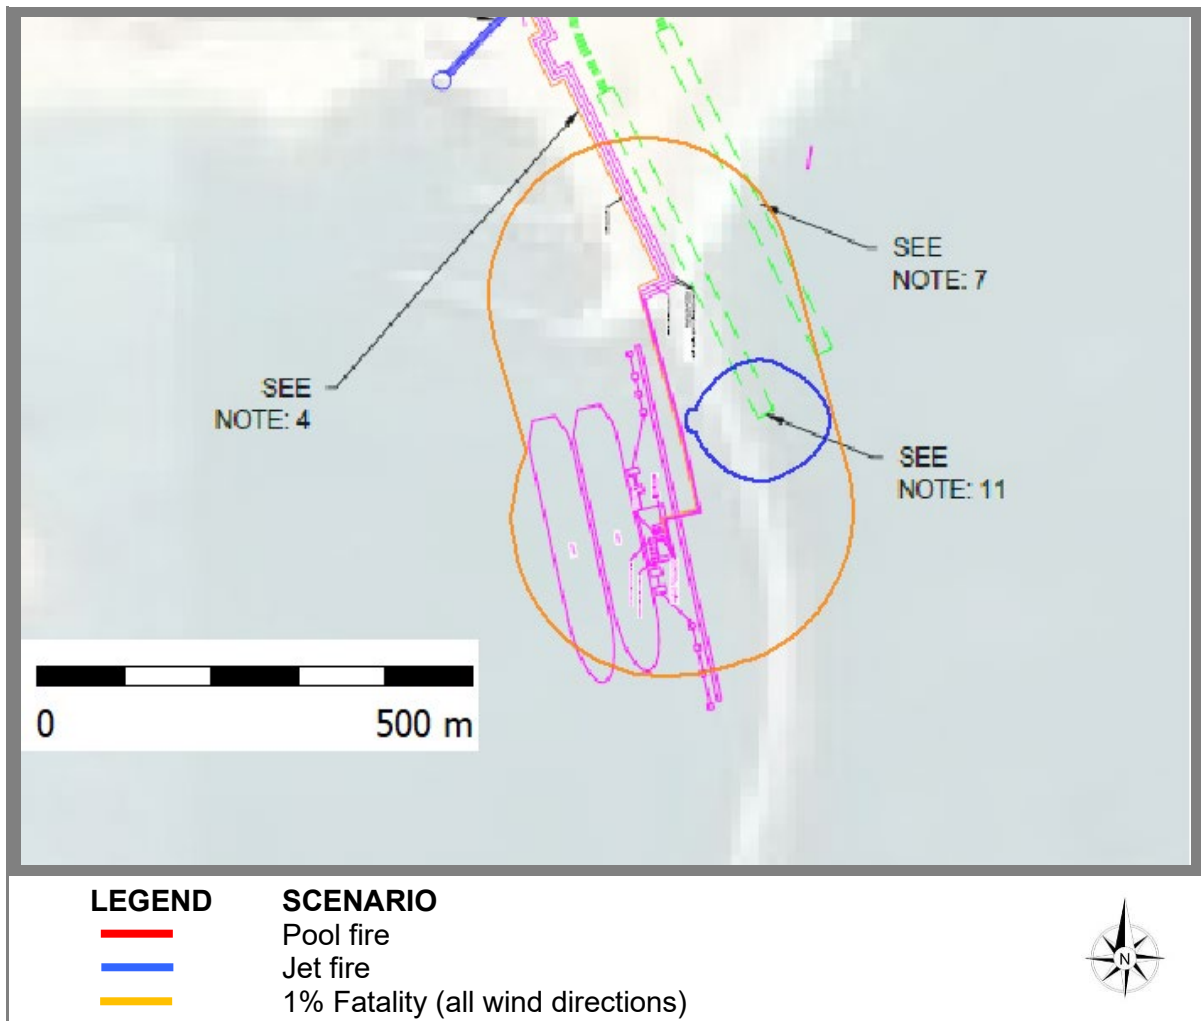 SEE
NOTE: 7
SEE
NOTE: 4
SEE
NOTE: 11
0 500 m
LEGEND SCENARIO
Pool fire
Jet fire
1% Fatality (all wind directions)
N